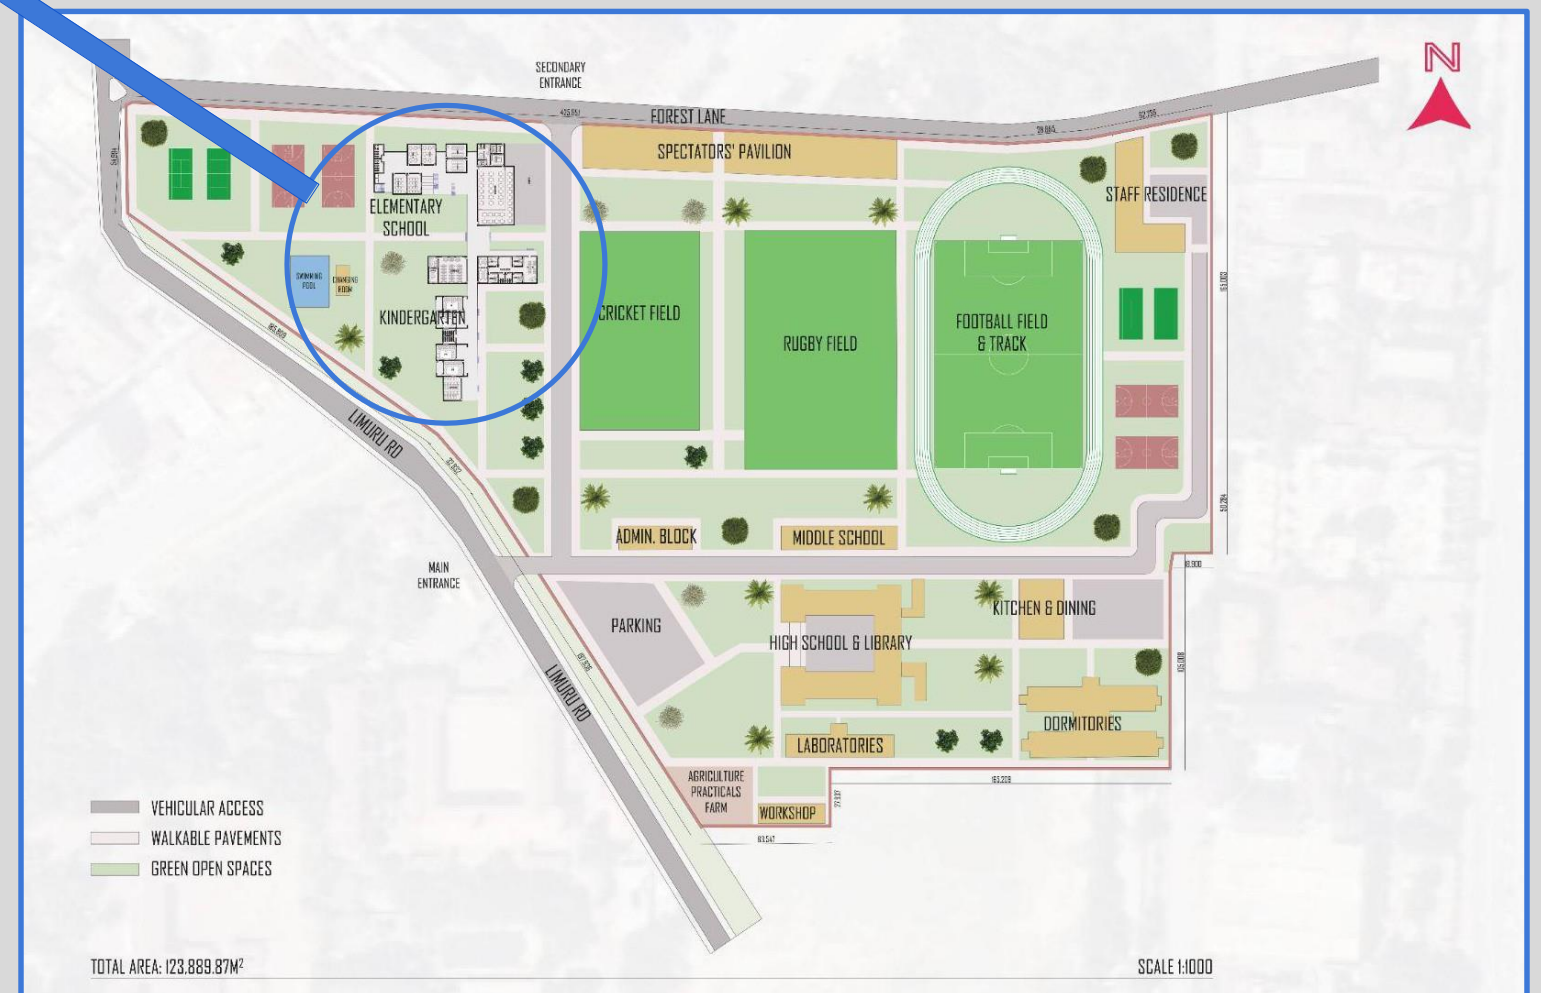 N
SECONDARY
ENTRANCE
FOREST LANE
SPECTATORS' PAVILION
STAFF RESIDENCE
ELEMENTARY
SCHOOL
SWIMMING
POOL
CHANGING
ROOM
KINDERGARTEN
CRICKET FIELD
RUGBY FIELD
FOOTBALL FIELD
& TRACK
LIMURU RD
ADMIN. BLOCK
MIDDLE SCHOOL
MAIN
ENTRANCE
PARKING
KITCHEN & DINING
HIGH SCHOOL & LIBRARY
LIMURU RD
DORMITORIES
LABORATORIES
AGRICULTURE
PRACTICALS
FARM
WORKSHOP
VEHICULAR ACCESS
WALKABLE PAVEMENTS
GREEN OPEN SPACES
TOTAL AREA: 123.889.87M²
SCALE 1:1000